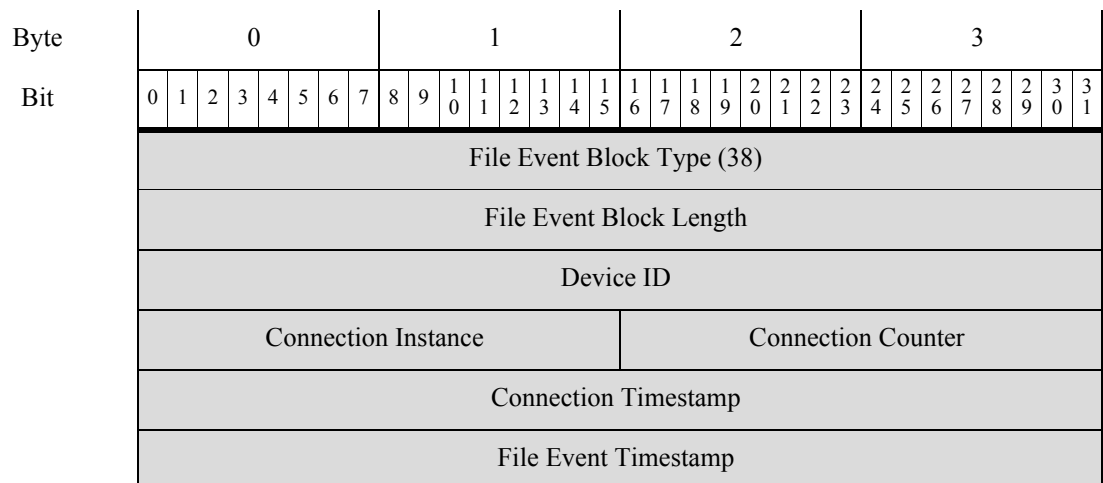 Byte 0 1 2 3
Bit 0 1 2 3 4 5 6 7 8 9 10 11 12 13 14 15 16 17 18 19 20 21 22 23 24 25 26 27 28 29 30 31
File Event Block Type (38)
File Event Block Length
Device ID
Connection Instance Connection Counter
Connection Timestamp
File Event Timestamp